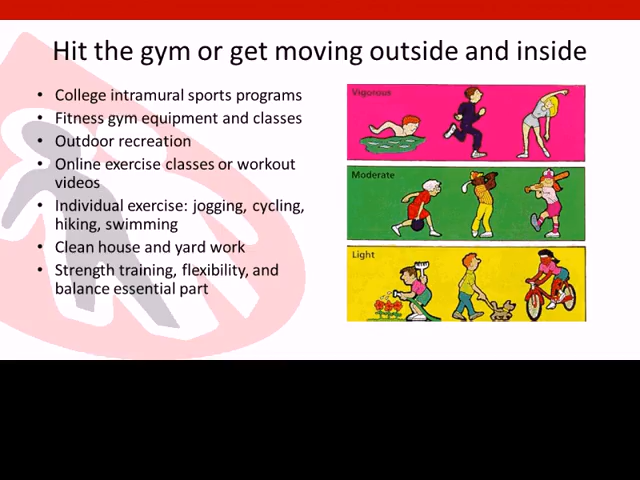 Hit the gym or get moving outside and inside
• College intramural sports programs
• Fitness gym equipment and classes
• Outdoor recreation
• Online exercise classes or workout
videos
• Individual exercise: jogging, cycling,
hiking, swimming
• Clean house and yard work
• Strength training, flexibility, and
balance essential part
Vigorous
Moderate
Light